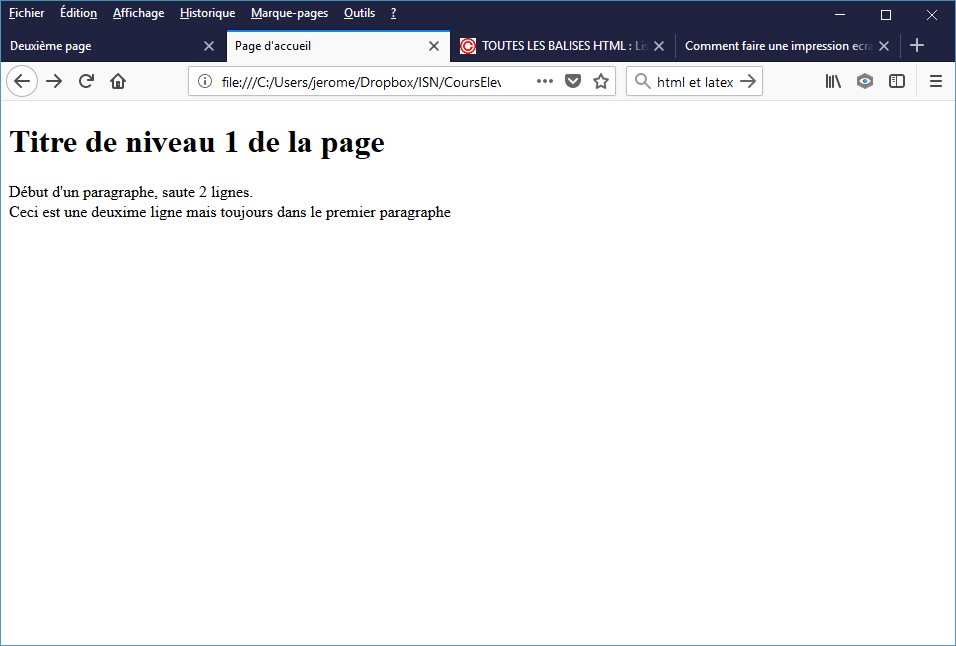 Fichier Édition Affichage Historique Marque-pages Outils ?
Deuxième page Page d'accueil TOUTES LES BALISES HTML : Comment faire une impression
file:///C:/Users/jerome/Dropbox/ISN/CoursElev html et latex
Titre de niveau 1 de la page
Début d'un paragraphe, saute 2 lignes.
Ceci est une deuxime ligne mais toujours dans le premier paragraphe